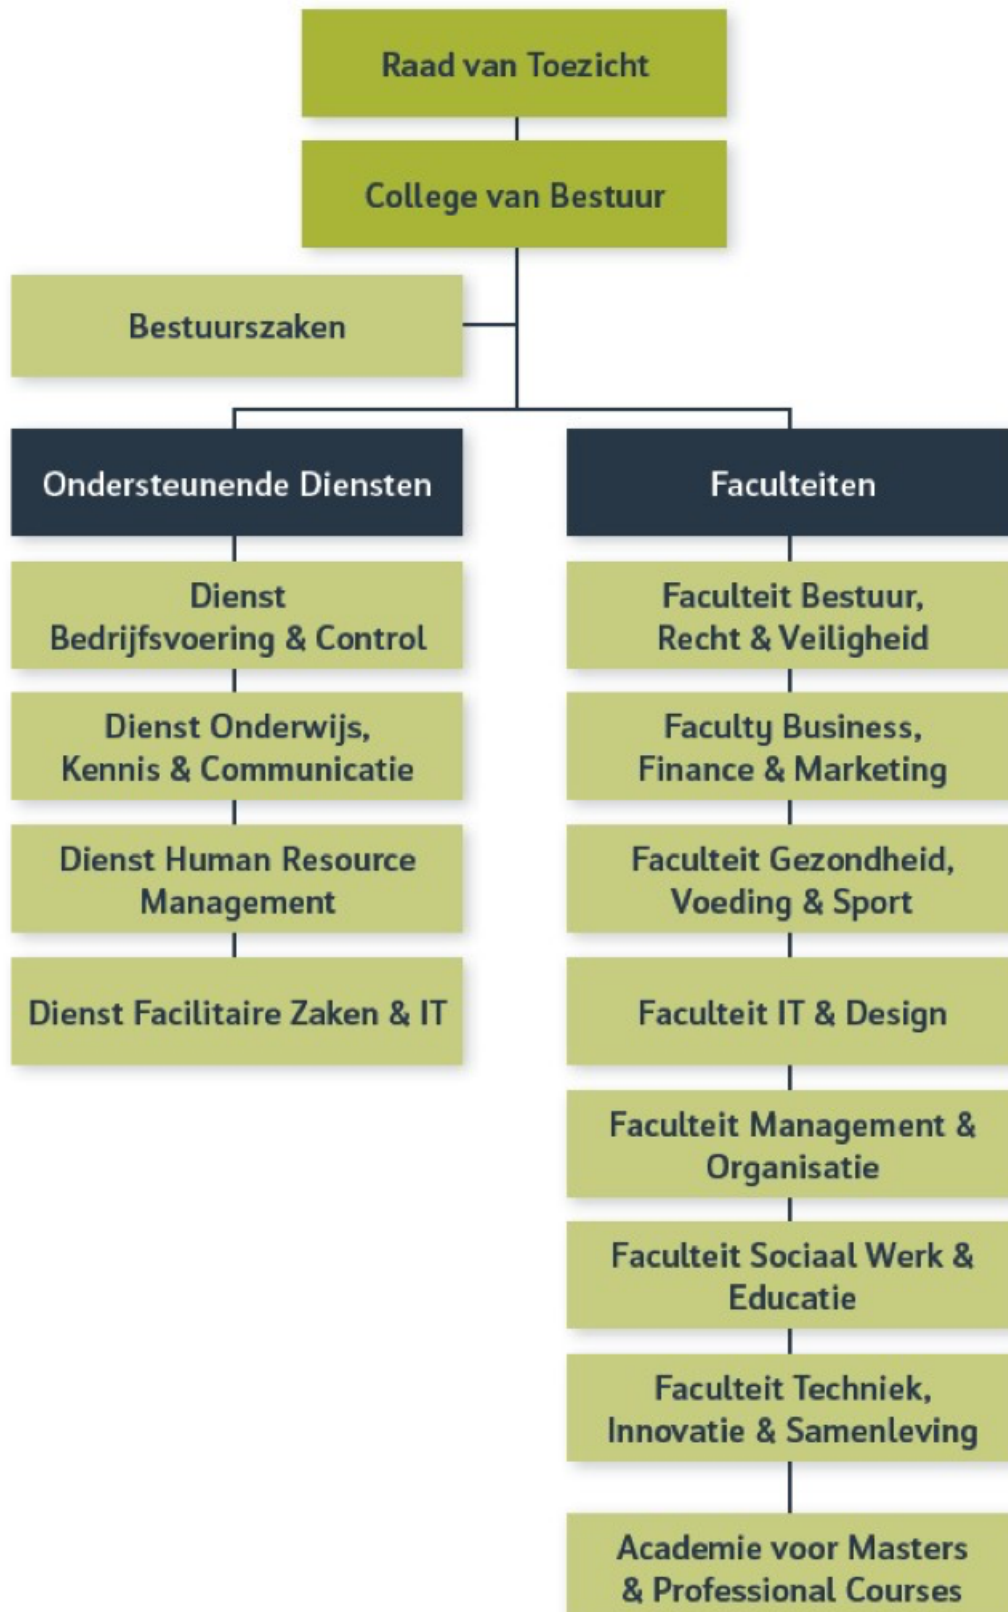 Raad van Toezicht
College van Bestuur
Bestuurszaken
Ondersteunende Diensten
Dienst
Bedrijfsvoering & Control
Dienst Onderwijs,
Kennis & Communicatie
Dienst Human Resource
Management
Dienst Facilitaire Zaken & IT
Faculteiten
Faculteit Bestuur,
Recht & Veiligheid
Faculty Business,
Finance & Marketing
Faculteit Gezondheid,
Voeding & Sport
Faculteit IT & Design
Faculteit Management &
Organisatie
Faculteit Sociaal Werk &
Educatie
Faculteit Techniek,
Innovatie & Samenleving
Academie voor Masters
& Professional Courses